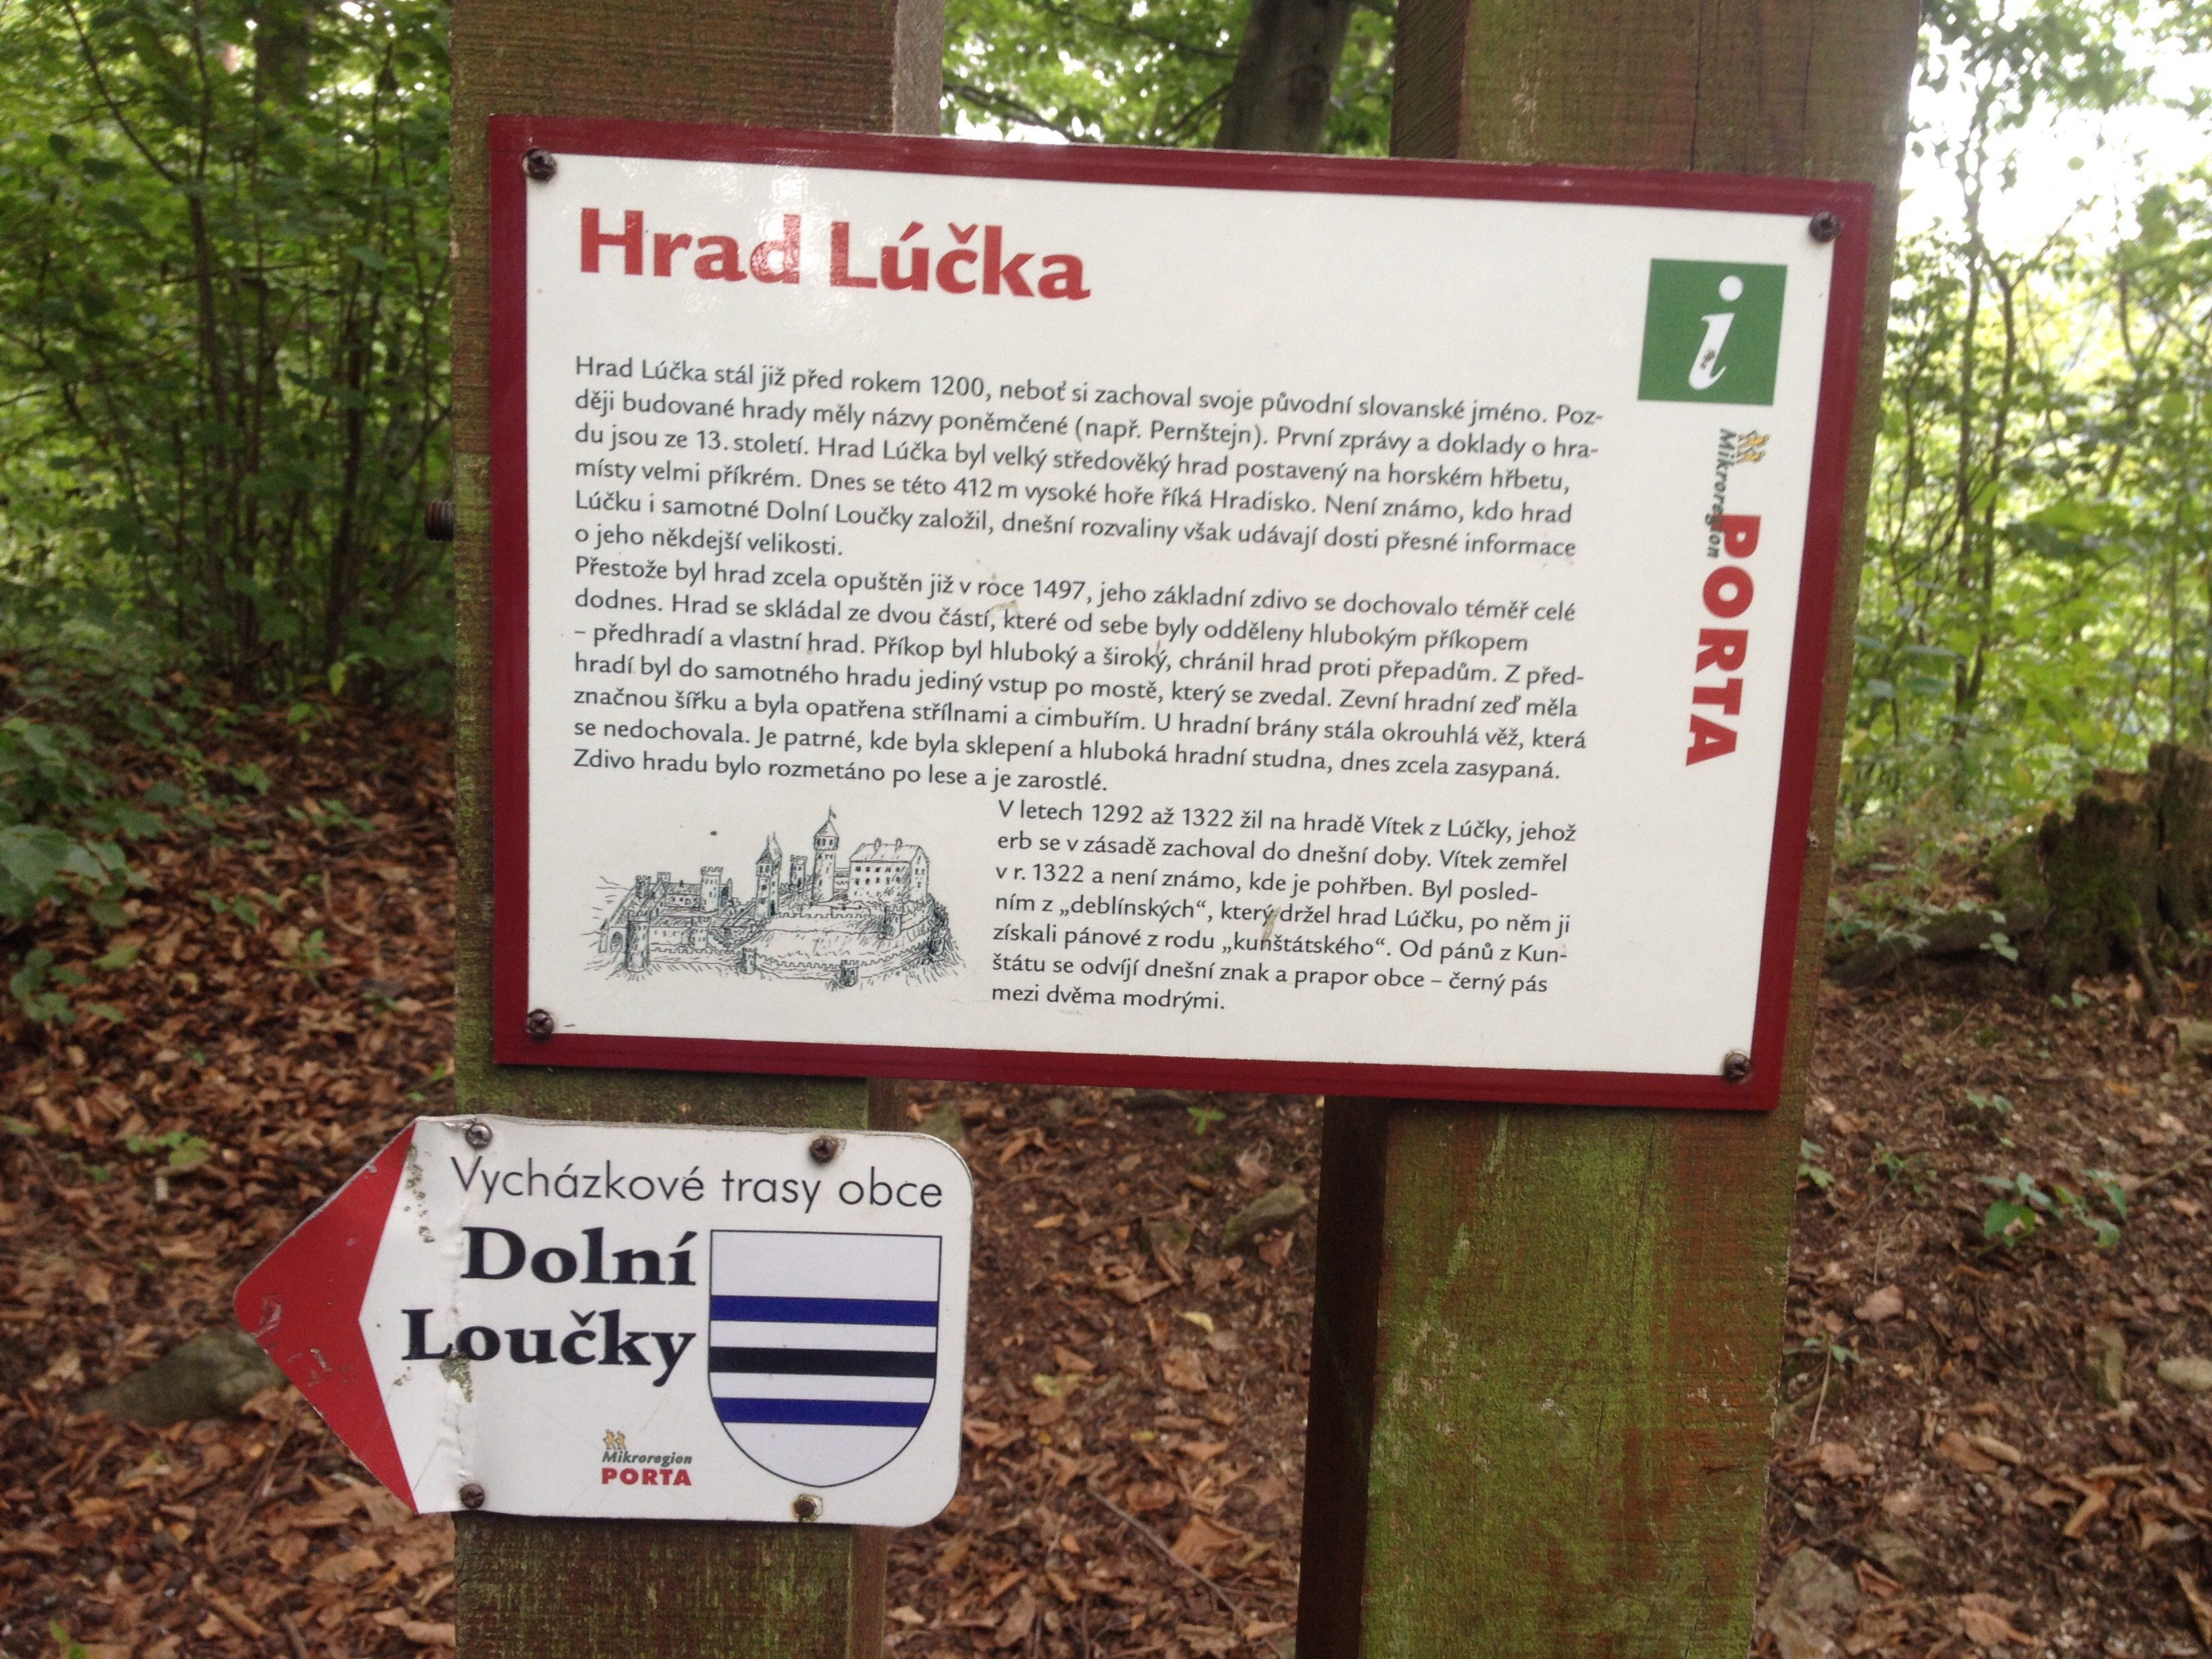 Hrad Lúčka
i
Hrad Lúčka stál již před rokem 1200, neboť si zachoval svoje původní slovanské jméno. Poz-
ději budované hrady měly názvy poněmčené (např. Pernštejn). První zprávy a doklady o hra-
du jsou ze 13. století. Hrad Lúčka byl velký středověký hrad postavený na horském hřbetu,
místy velmi příkrém. Dnes se této 412 m vysoké hoře říká Hradisko. Není známo, kdo hrad
Lúčku i samotné Dolní Loučky založil, dnešní rozvaliny však udávají dosti přesné informace
o jeho někdejší velikosti.
Přestože byl hrad zcela opuštěn již v roce 1497, jeho základní zdivo se dochovalo téměř celé
dodnes. Hrad se skládal ze dvou částí, které od sebe byly odděleny hlubokým příkopem
– předhradí a vlastní hrad. Příkop byl hluboký a široký, chránil hrad proti přepadům. Z před-
hradí byl do samotného hradu jediný vstup po mostě, který se zvedal. Zevní hradní zeď měla
značnou šířku a byla opatřena střílnami a cimbuřím. U hradní brány stála okrouhlá věž, která
se nedochovala. Je patrné, kde byla sklepení a hluboká hradní studna, dnes zcela zasypaná.
Zdivo hradu bylo rozmetáno po lese a je zarostlé.
V letech 1292 až 1322 žil na hradě Vítek z Lúčky, jehož
erb se v zásadě zachoval do dnešní doby. Vítek zemřel
v r. 1322 a není známo, kde je pohřben. Byl posled-
ním z „deblínských“, který držel hrad Lúčku, po něm ji
získali pánové z rodu „kunštátského“. Od pánů z Kun-
štátu se odvíjí dnešní znak a prapor obce – černý pás
mezi dvěma modrými.
Mikroregion
PORTA
Vycházkové trasy obce
Dolní
Loučky
Mikroregion
PORTA